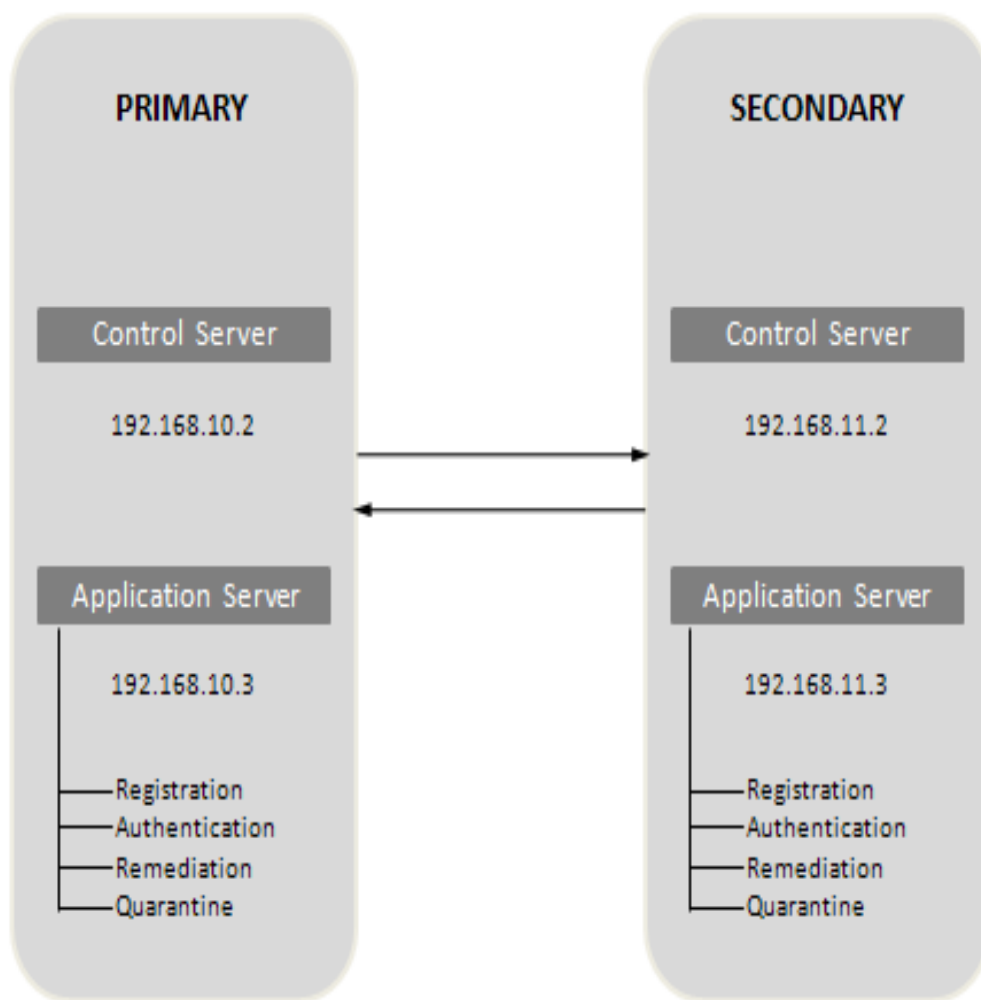 PRIMARY
Control Server
192.168.10.2
Application Server
192.168.10.3
Registration
Authentication
Remediation
Quarantine
SECONDARY
Control Server
192.168.11.2
Application Server
192.168.11.3
Registration
Authentication
Remediation
Quarantine